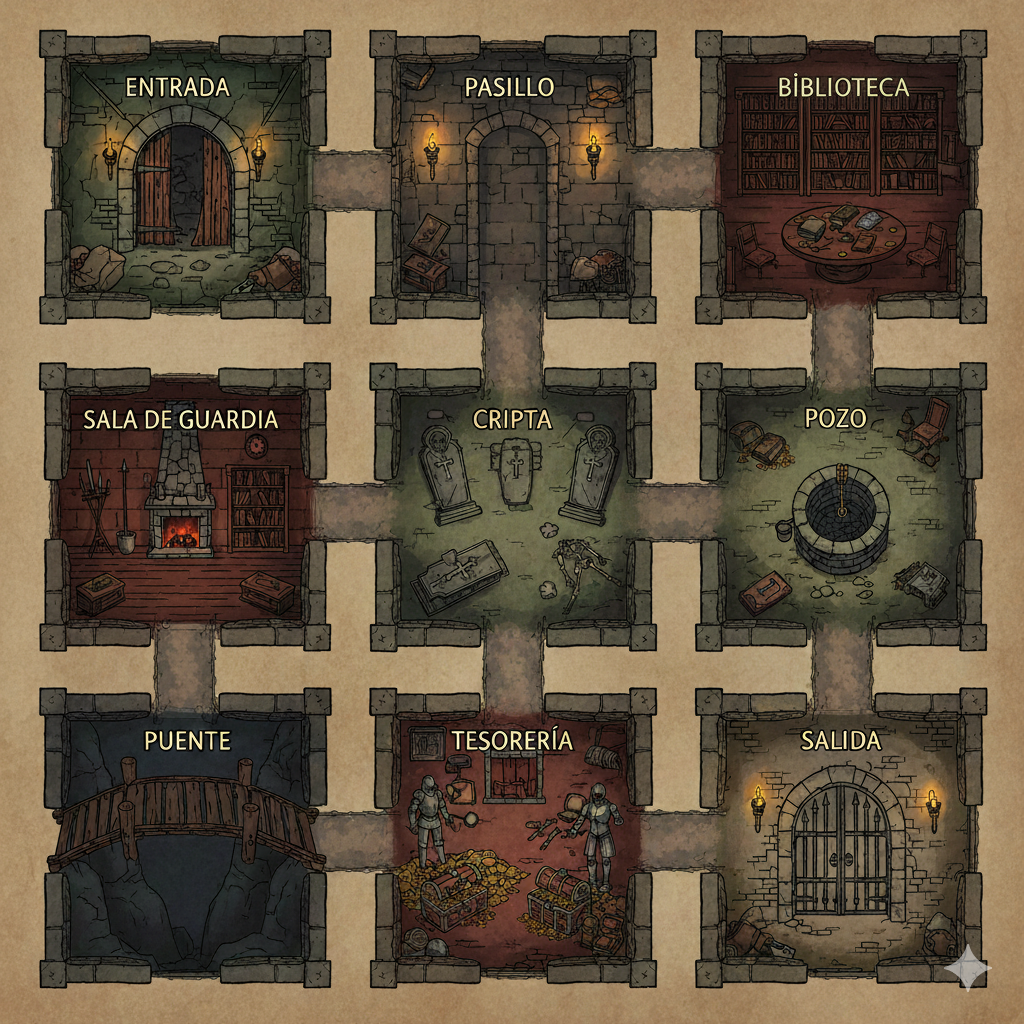 ENTRADA
PASILLO
BİBLIOTECA
SALA DE GUARDIA
CRIPTA
POZO
PUENTE
TESORERÍA
SALIDA